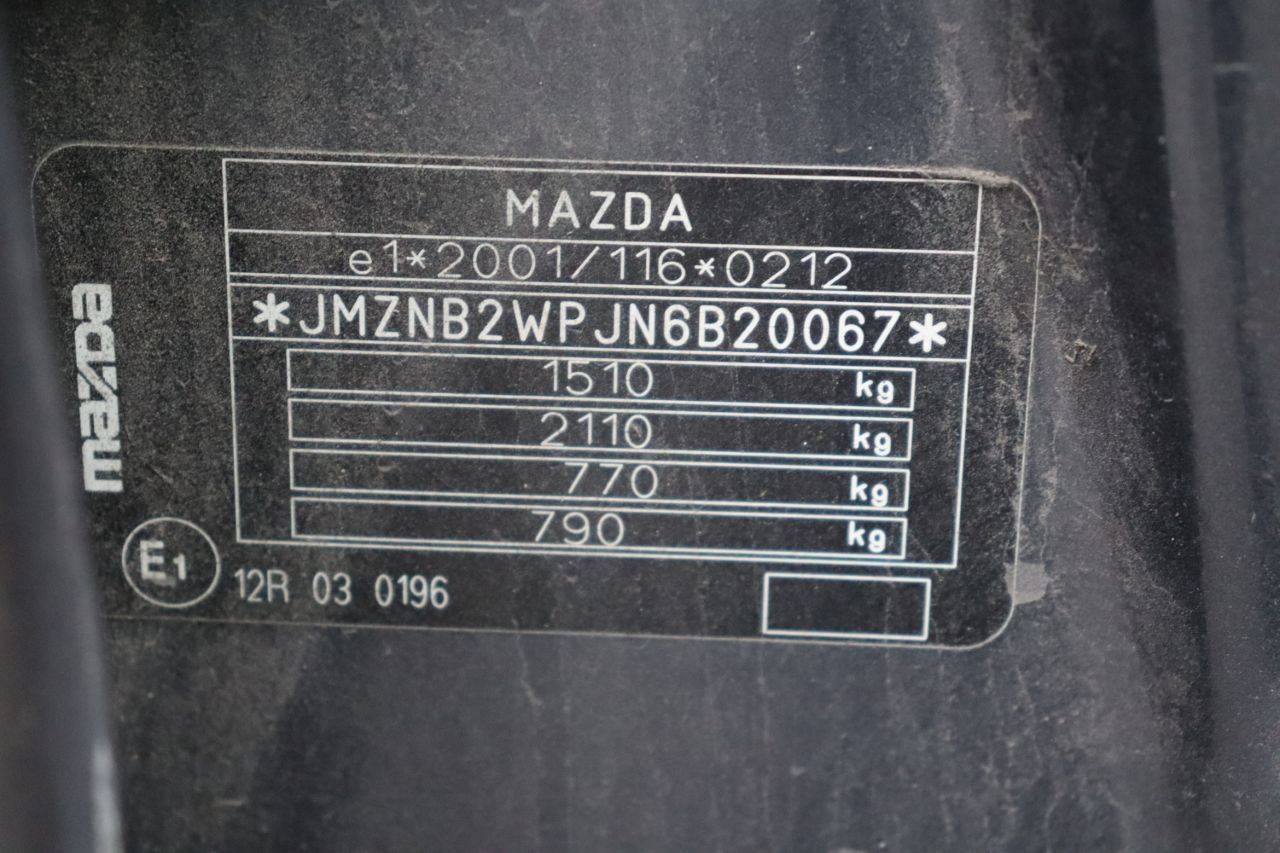 MAZDA
e1*2001/116*0212
*JMZNB2WPJN6B20067*
1510 kg
2110 kg
770 kg
790 kg
mazda
E1 12R 03 0196